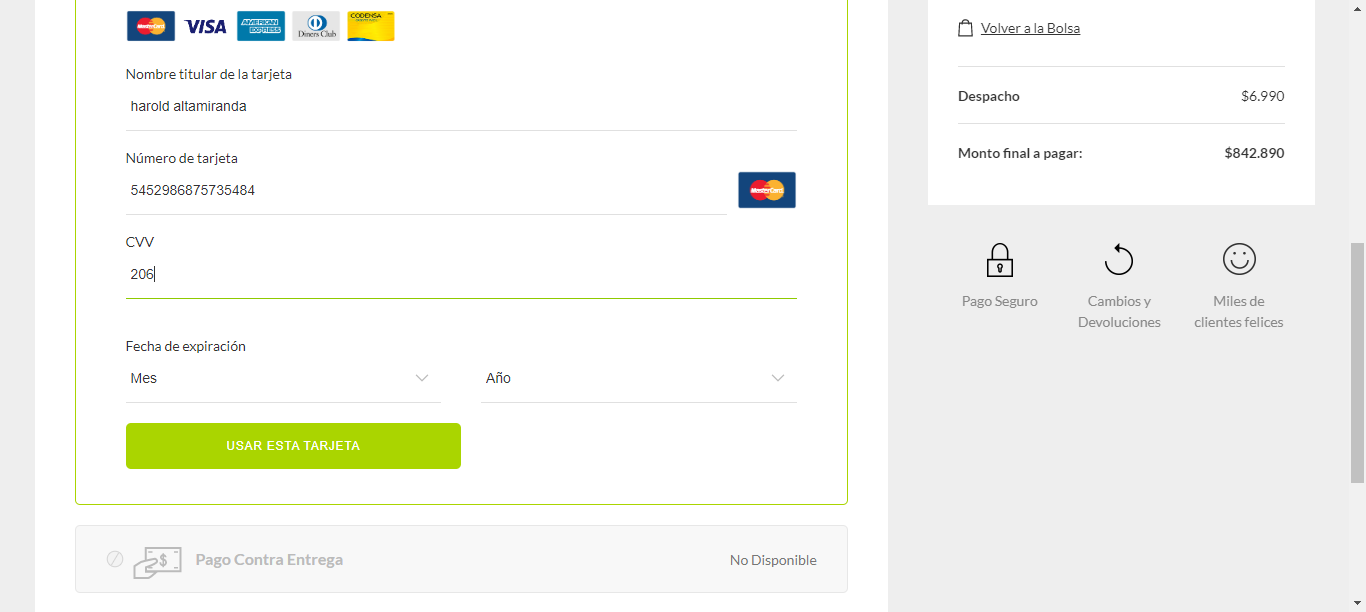 MasterCard VISA AMERICAN EXPRESS Diners Club CODENSA
Nombre titular de la tarjeta
harold altamiranda
Número de tarjeta
5452986875735484
MasterCard
CVV
206
Fecha de expiración
Mes Año
USAR ESTA TARJETA
$ Pago Contra Entrega No Disponible
Volver a la Bolsa
Despacho $6.990
Monto final a pagar: $842.890
Pago Seguro
Cambios y
Devoluciones
Miles de
clientes felices